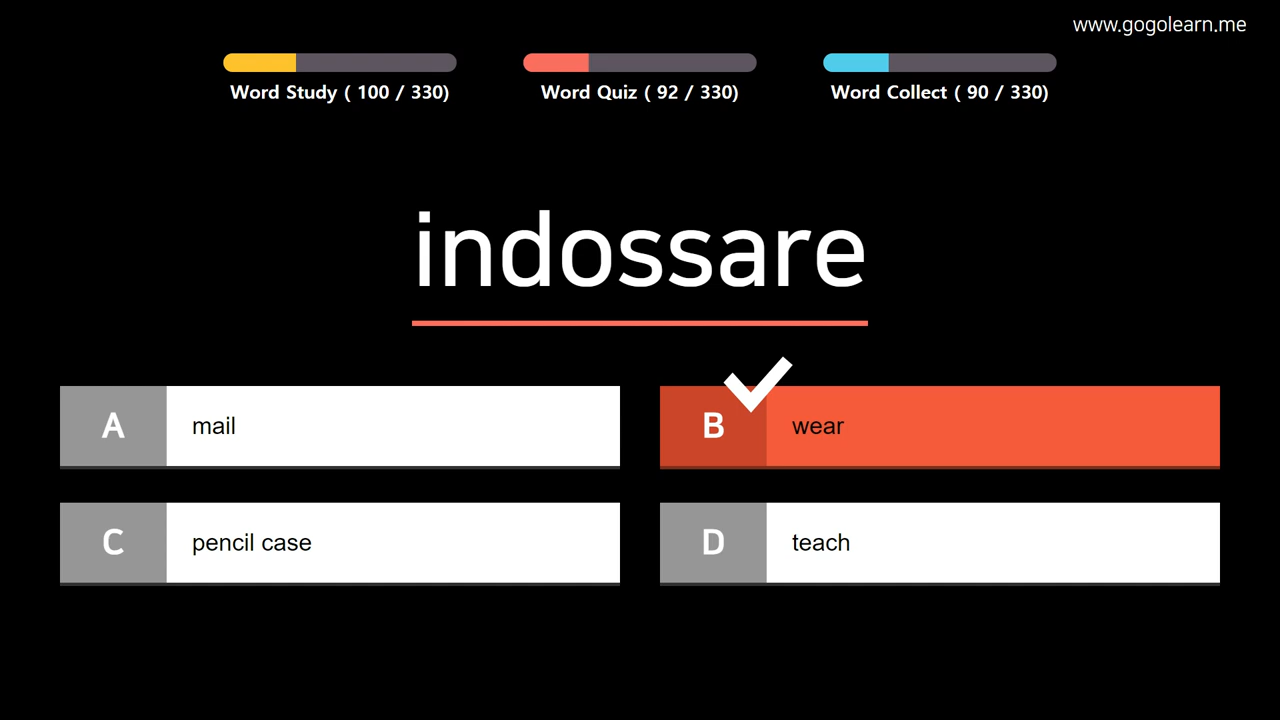 www.gogolearn.me
Word Study ( 100 / 330)
Word Quiz ( 92 / 330)
Word Collect ( 90 / 330)
indossare
A mail
B wear
C pencil case
D teach